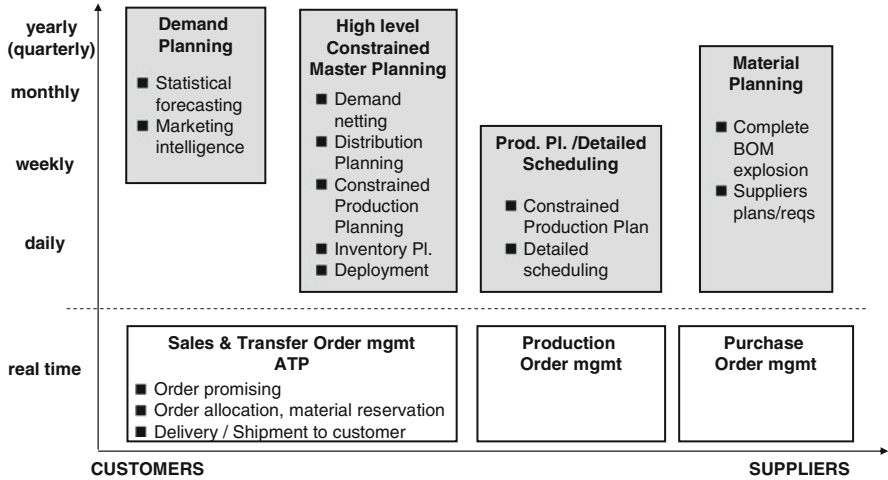 yearly
(quarterly)
monthly
weekly
daily
real time
Demand
Planning
■ Statistical
forecasting
■ Marketing
intelligence
High level
Constrained
Master Planning
■ Demand
netting
■ Distribution
Planning
■ Constrained
Production
Planning
■ Inventory Pl.
■ Deployment
Prod. Pl. /Detailed
Scheduling
■ Constrained
Production Plan
■ Detailed
scheduling
Material
Planning
■ Complete
BOM
explosion
■ Suppliers
plans/reqs
Sales & Transfer Order mgmt
ATP
■ Order promising
■ Order allocation, material reservation
■ Delivery / Shipment to customer
Production
Order mgmt
Purchase
Order mgmt
CUSTOMERS
SUPPLIERS